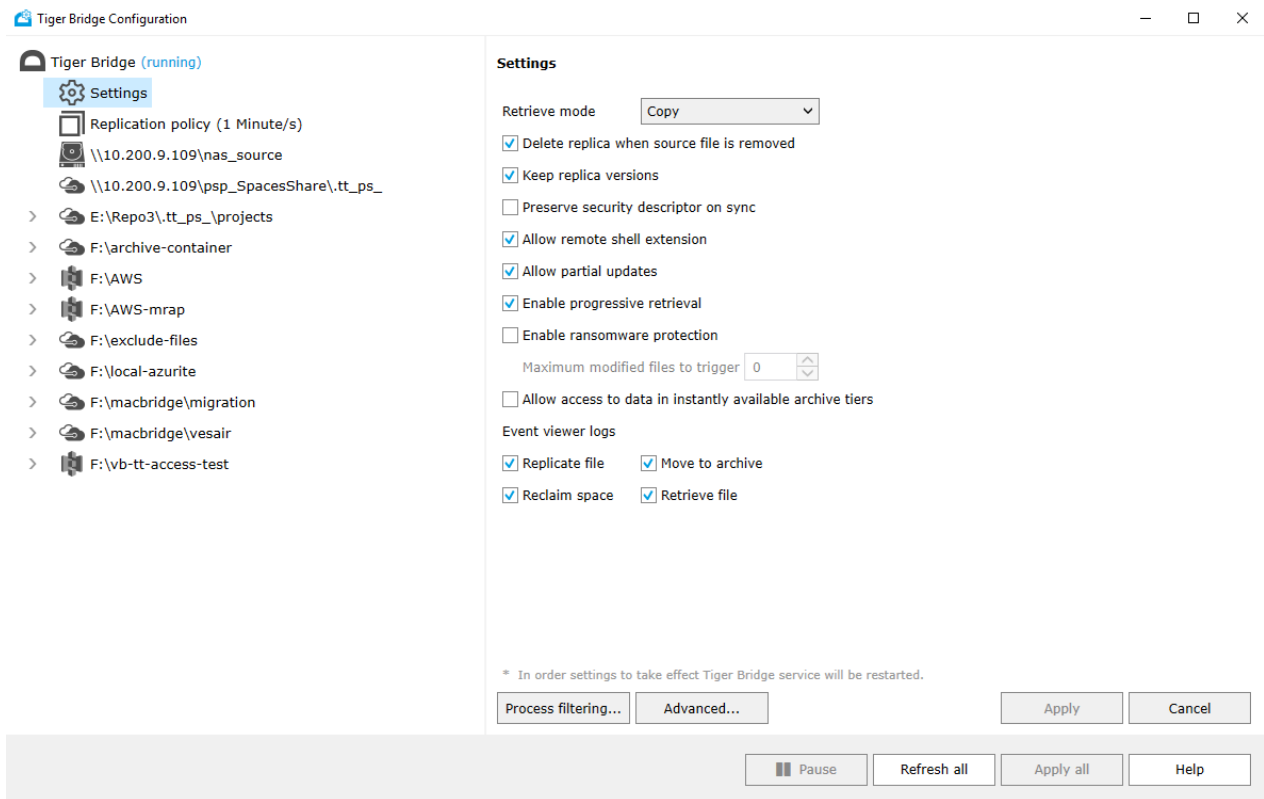 Tiger Bridge Configuration
Tiger Bridge (running)
Settings
Replication policy (1 Minute/s)
\\10.200.9.109\nas_source
\\10.200.9.109\psp_SpacesShare\.tt_ps_
E:\Repo3\.tt_ps_\projects
F:\archive-container
F:\AWS
F:\AWS-mrap
F:\exclude-files
F:\local-azurite
F:\macbridge\migration
F:\macbridge\vesair
F:\vb-tt-access-test
Settings
Retrieve mode Copy
Delete replica when source file is removed
Keep replica versions
Preserve security descriptor on sync
Allow remote shell extension
Allow partial updates
Enable progressive retrieval
Enable ransomware protection
Maximum modified files to trigger 0
Allow access to data in instantly available archive tiers
Event viewer logs
Replicate file Move to archive
Reclaim space Retrieve file
* In order settings to take effect Tiger Bridge service will be restarted.
Process filtering... Advanced... Apply Cancel
Pause Refresh all Apply all Help